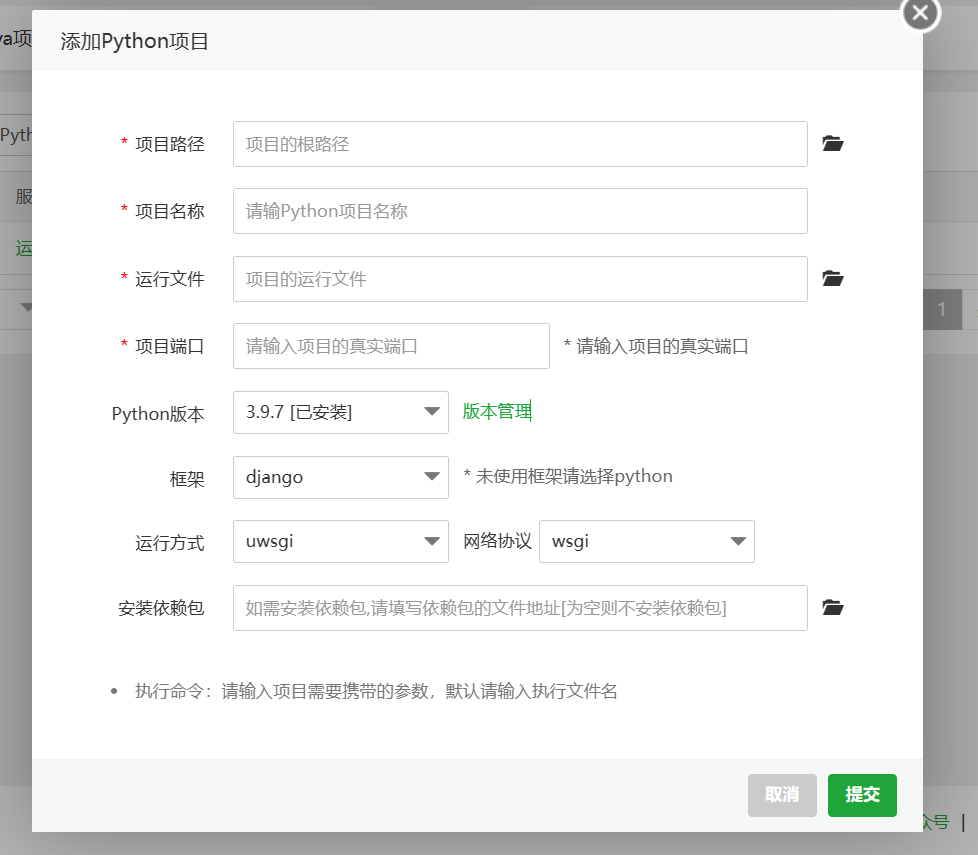 添加Python项目
va项
Pyth
服
运
1
* 项目路径 项目的根路径
* 项目名称 请输Python项目名称
* 运行文件 项目的运行文件
* 项目端口 请输入项目的真实端口 * 请输入项目的真实端口
Python版本 3.9.7 [已安装] 版本管理
框架 django * 未使用框架请选择python
运行方式 uwsgi 网络协议 wsgi
安装依赖包 如需安装依赖包,请填写依赖包的文件地址[为空则不安装依赖包]
• 执行命令：请输入项目需要携带的参数，默认请输入执行文件名
取消 提交
众号 |